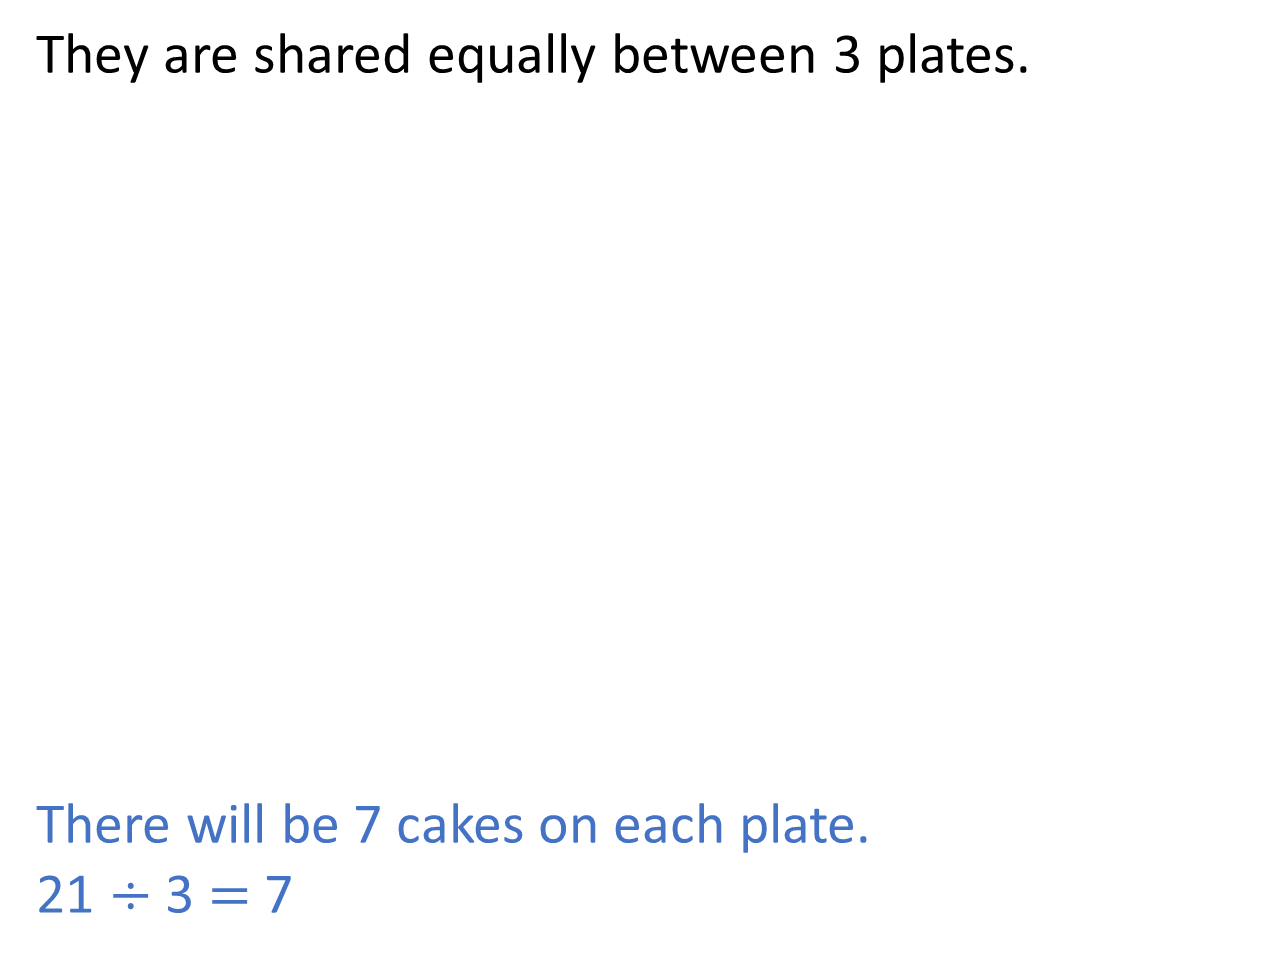 They are shared equally between 3 plates.
There will be 7 cakes on each plate.
21 ÷ 3 = 7